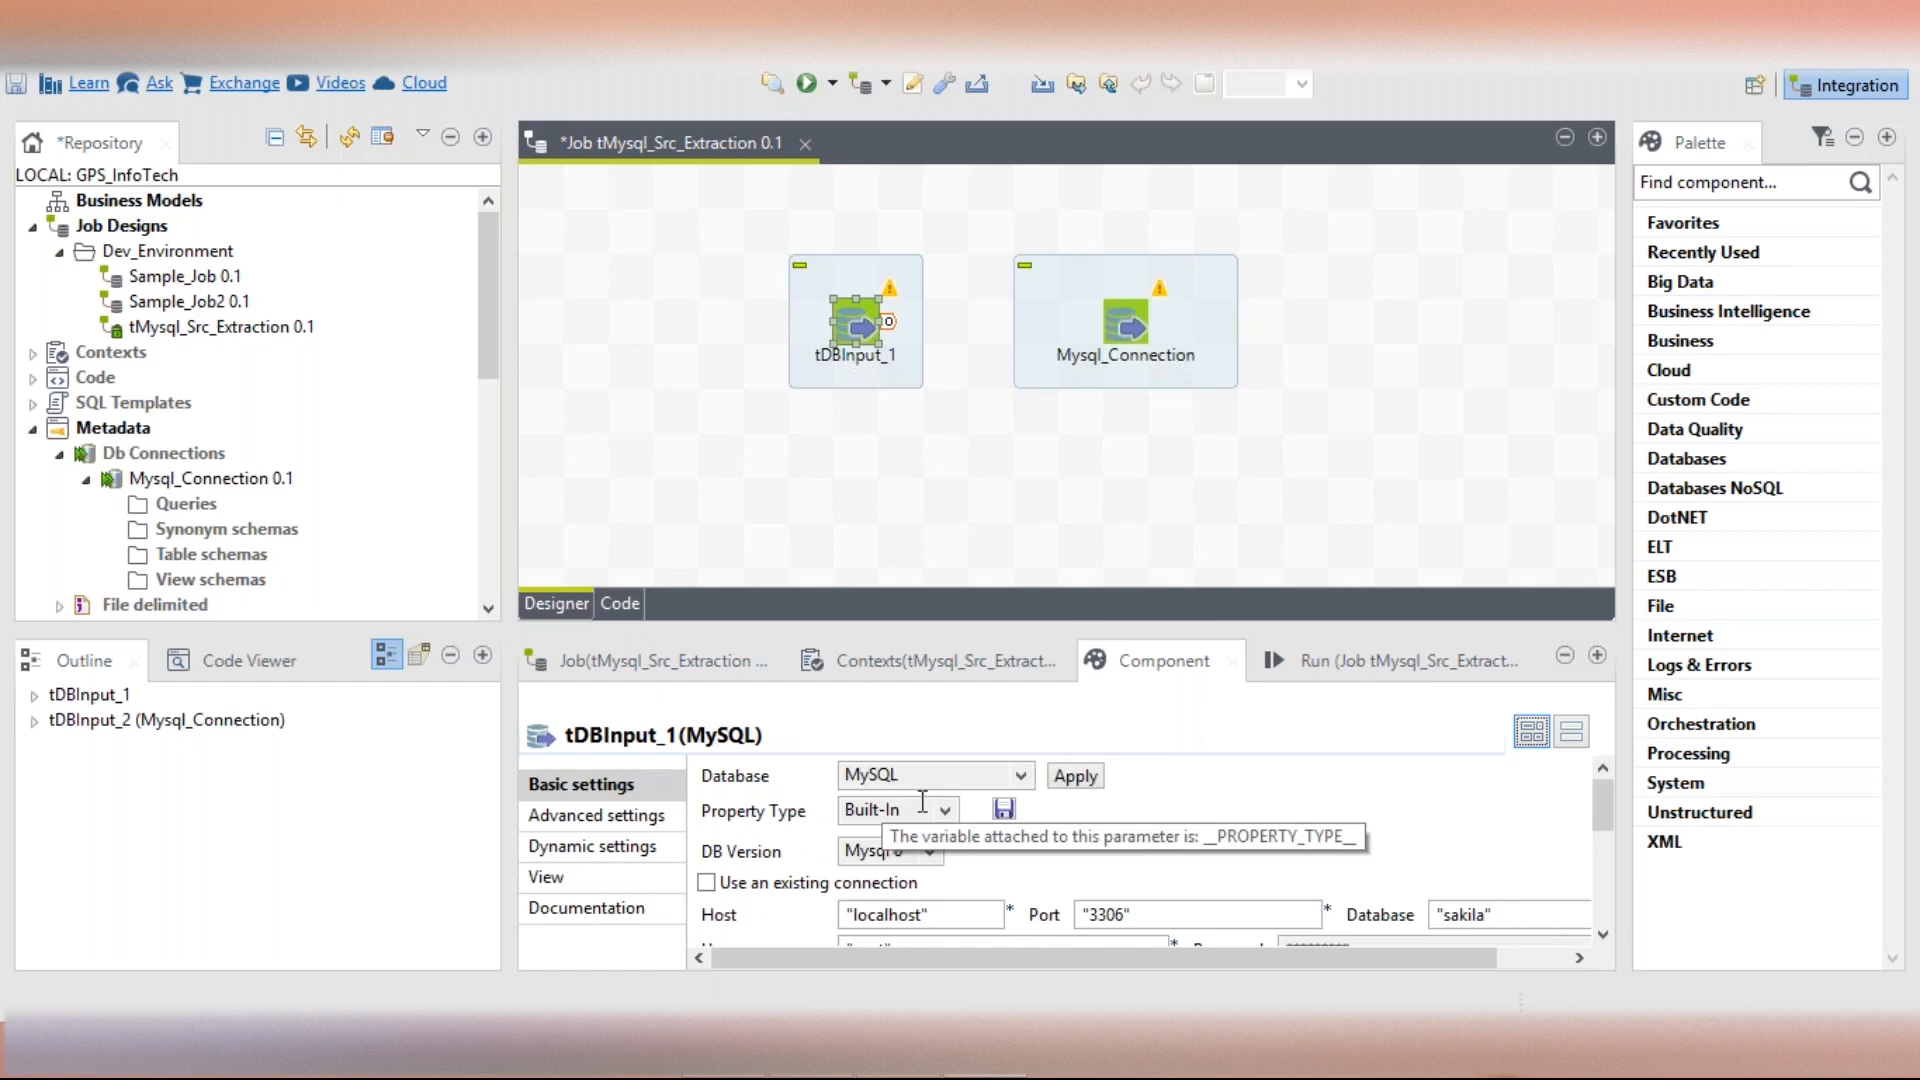 Learn Ask Exchange Videos Cloud
Integration
*Repository
LOCAL: GPS_InfoTech
Business Models
Job Designs
Dev_Environment
Sample_Job 0.1
Sample_Job2 0.1
tMysql_Src_Extraction 0.1
Contexts
Code
SQL Templates
Metadata
Db Connections
Mysql_Connection 0.1
Queries
Synonym schemas
Table schemas
View schemas
File delimited
*Job tMysql_Src_Extraction 0.1
tDBInput_1
Mysql_Connection
Designer Code
Palette
Find component...
Favorites
Recently Used
Big Data
Business Intelligence
Business
Cloud
Custom Code
Data Quality
Databases
Databases NoSQL
DotNET
ELT
ESB
File
Internet
Logs & Errors
Misc
Orchestration
Processing
System
Unstructured
XML
Outline Code Viewer
tDBInput_1
tDBInput_2 (Mysql_Connection)
Job(tMysql_Src_Extraction ... Contexts(tMysql_Src_Extract... Component Run (Job tMysql_Src_Extract...
tDBInput_1(MySQL)
Basic settings
Advanced settings
Dynamic settings
View
Documentation
Database MySQL Apply
Property Type Built-In
The variable attached to this parameter is: __PROPERTY_TYPE__
DB Version
Use an existing connection
Host "localhost" * Port "3306" * Database "sakila"